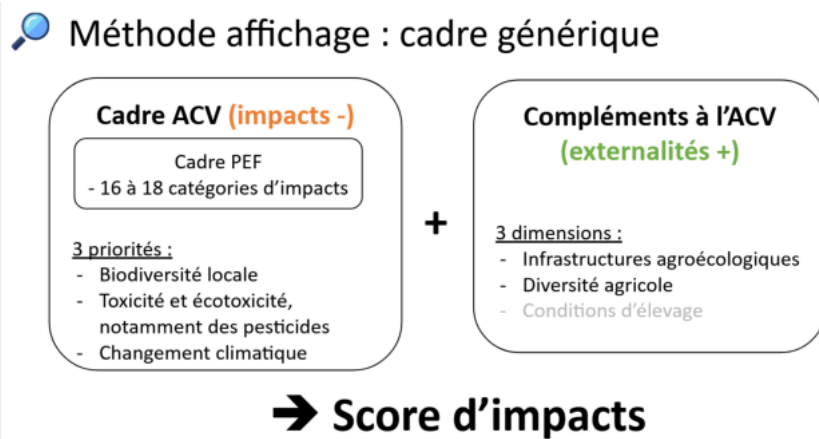 Méthode affichage : cadre générique
Cadre ACV (impacts -)
Cadre PEF
- 16 à 18 catégories d'impacts
3 priorités :
- Biodiversité locale
- Toxicité et écotoxicité,
notamment des pesticides
- Changement climatique
+
Compléments à l'ACV
(externalités +)
3 dimensions :
- Infrastructures agroécologiques
- Diversité agricole
- Conditions d'élevage
➔ Score d'impacts